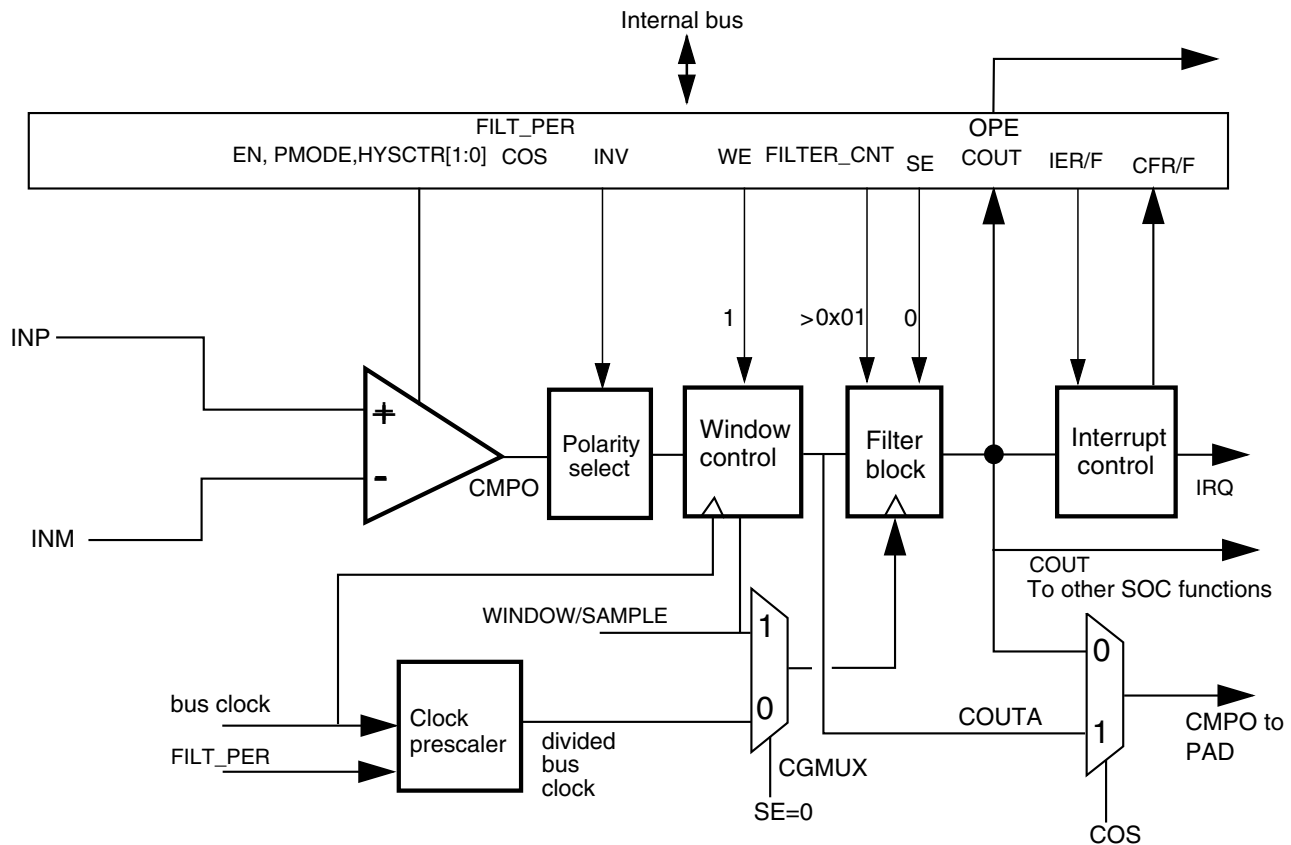 Internal bus
FILT_PER
OPE
EN, PMODE,HYSCTR[1:0]
COS
INV
WE
FILTER_CNT
SE
COUT
IER/F
CFR/F
1
>0x01
0
INP
+
-
INM
CMPO
Polarity
select
Window
control
Filter
block
Interrupt
control
IRQ
COUT
To other SOC functions
WINDOW/SAMPLE
1
0
bus clock
FILT_PER
Clock
prescaler
divided
bus
clock
CGMUX
SE=0
COUTA
0
1
CMPO to
PAD
COS